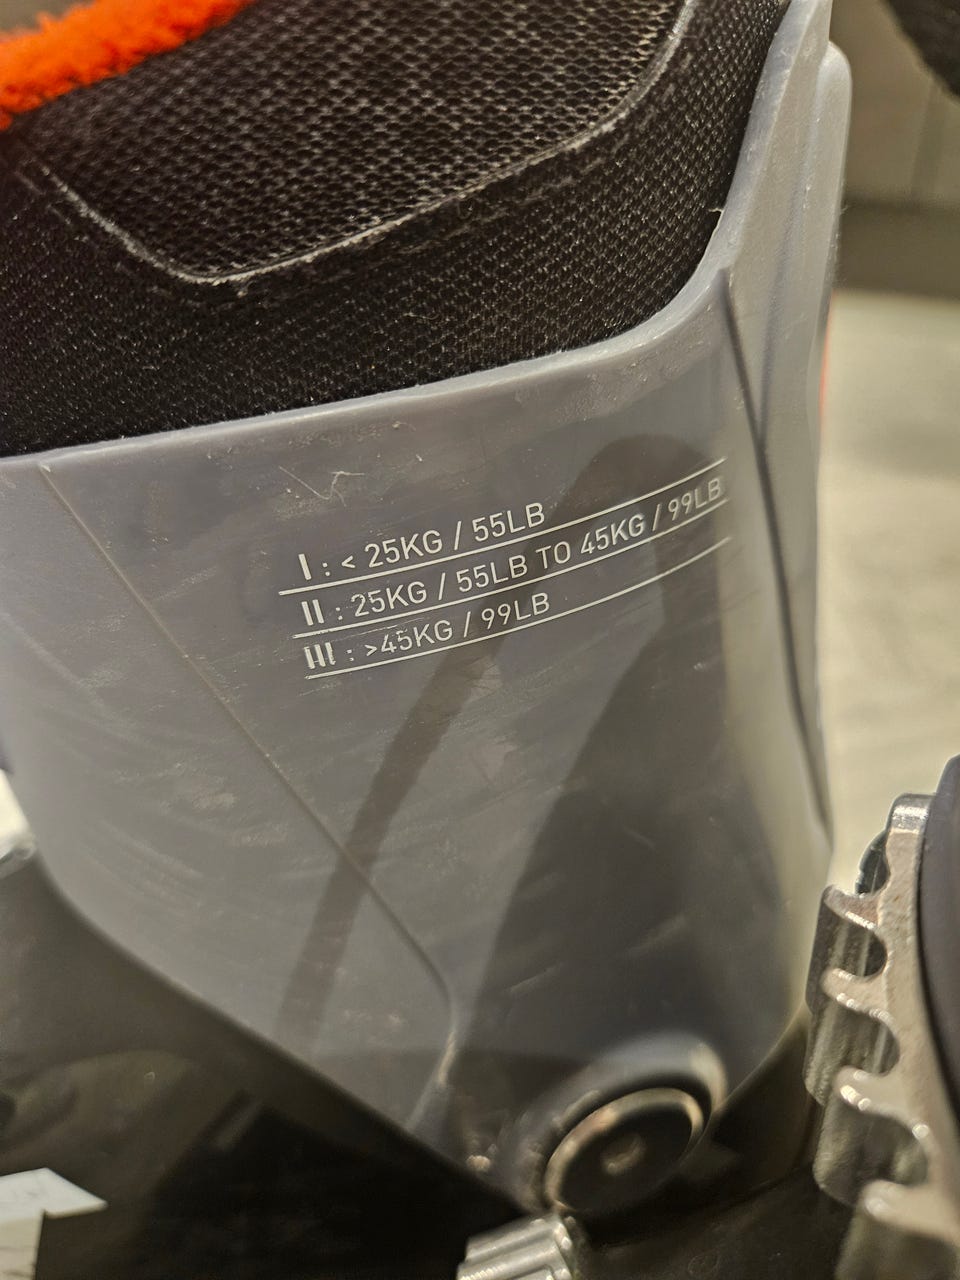 I : < 25KG / 55LB
II : 25KG / 55LB TO 45KG / 99LB
III : >45KG / 99LB